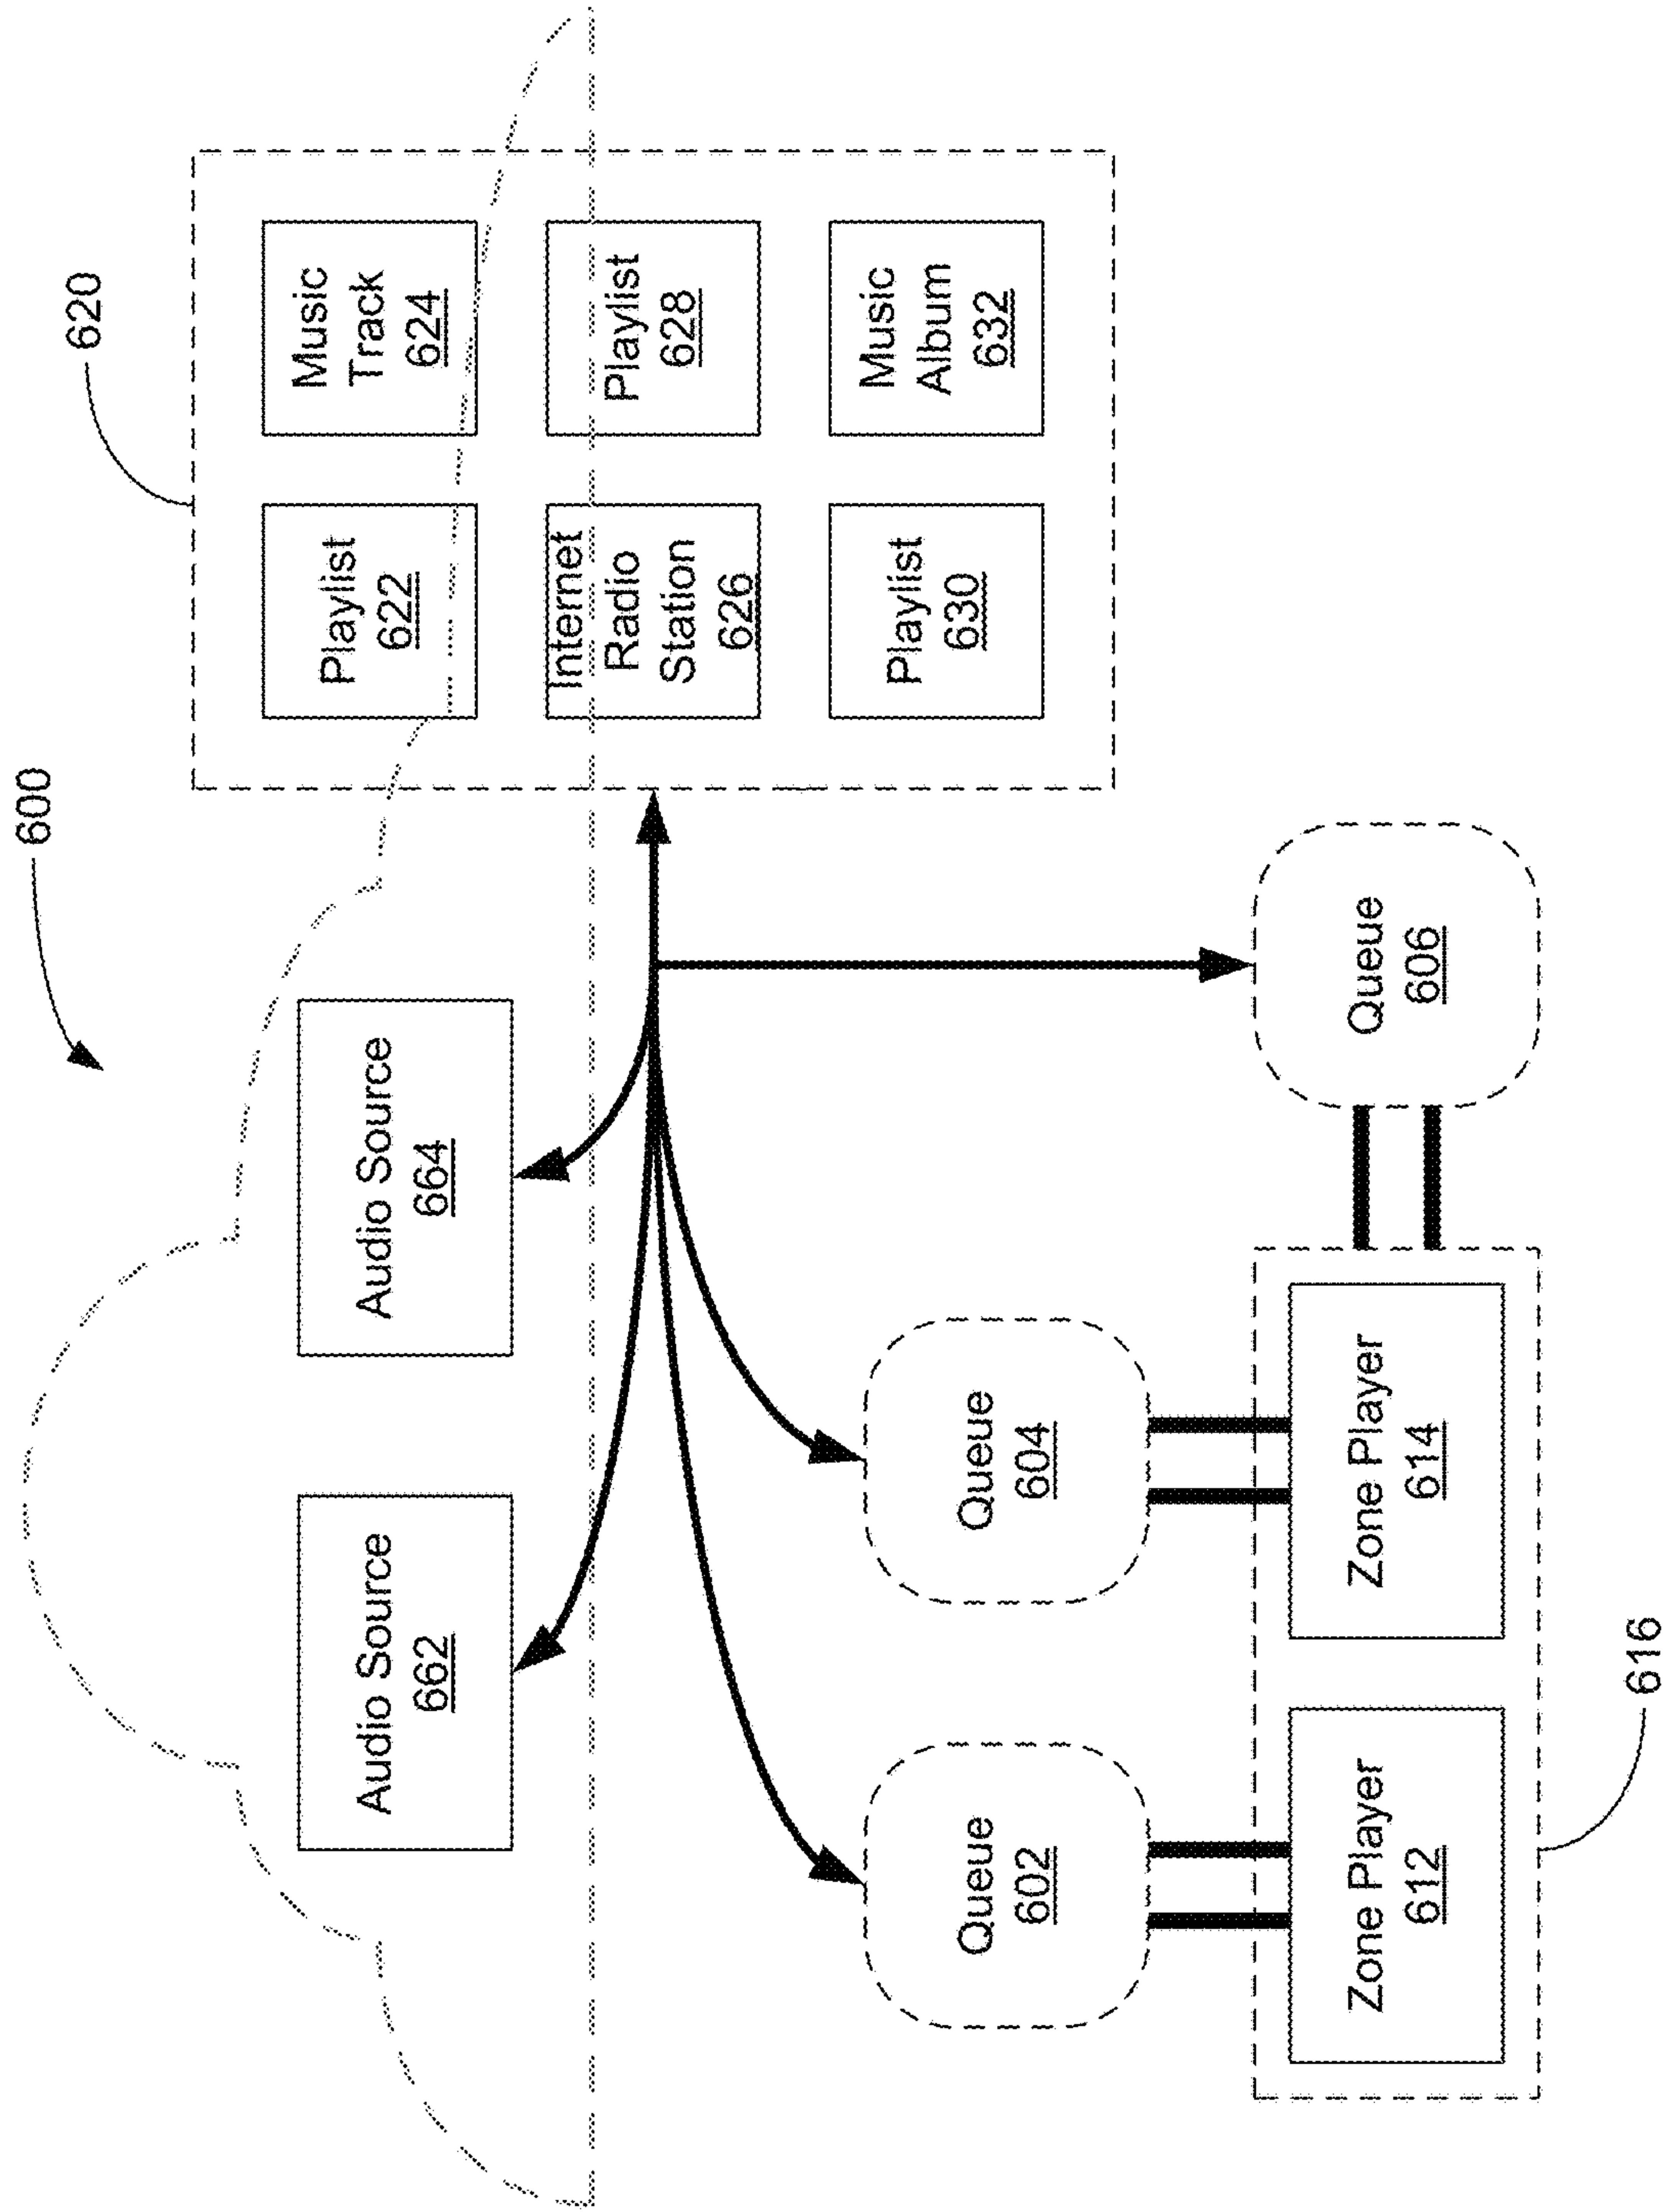 600
620
Audio Source
662
Audio Source
664
Playlist
622
Music
Track
624
Internet
Radio
Station
626
Playlist
628
Playlist
630
Music
Album
632
Queue
602
Queue
604
Queue
606
Zone Player
612
Zone Player
614
616